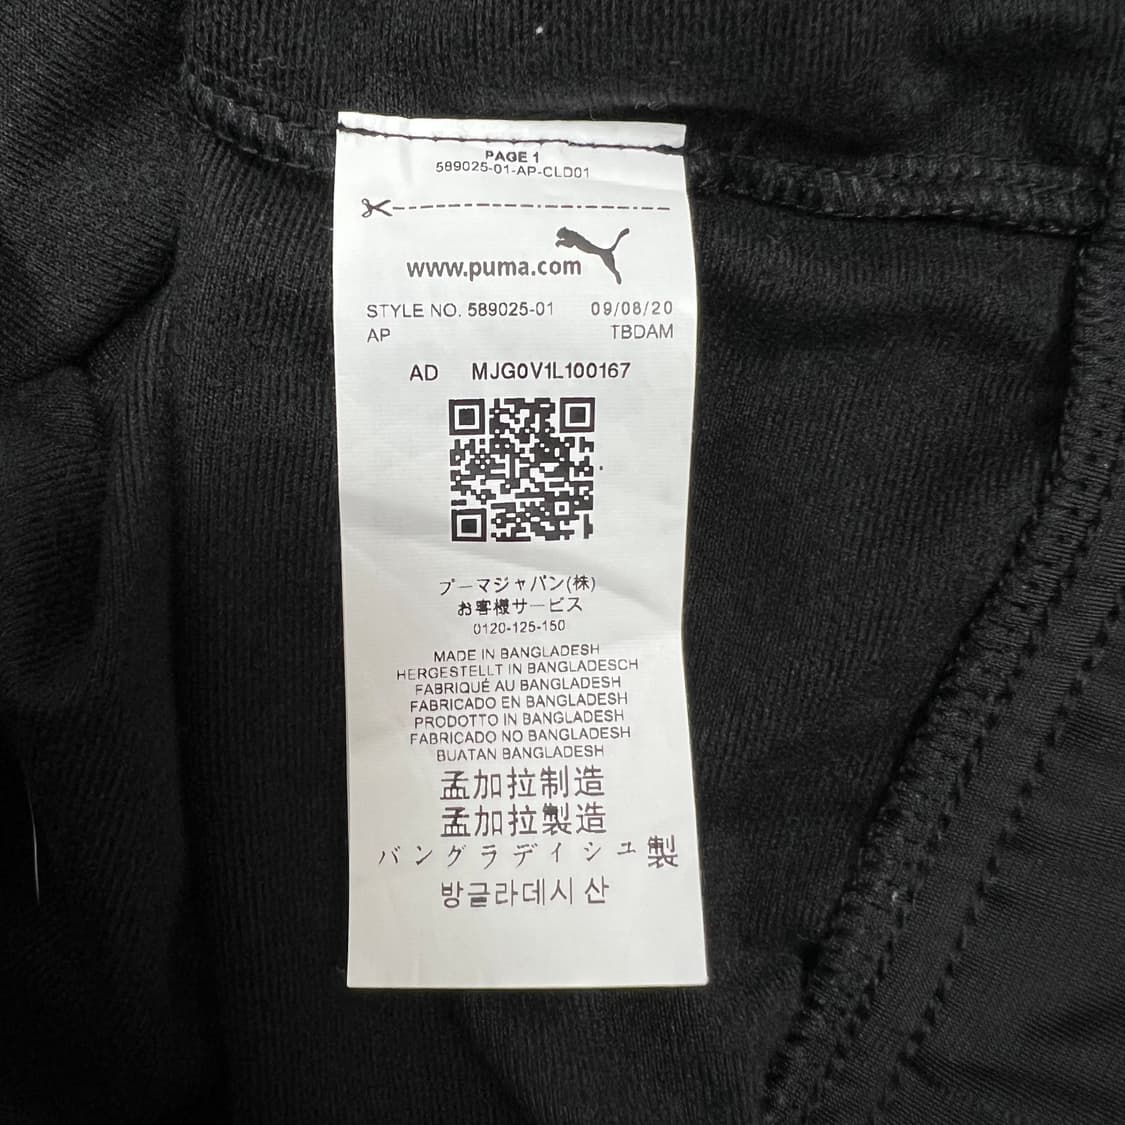 PAGE 1
589025-01-AP-CLD01
www.puma.com
STYLE NO. 589025-01 09/08/20
AP TBDAM
AD MJG0V1L100167
プーマジャパン(株)
お客様サービス
0120-125-150
MADE IN BANGLADESH
HERGESTELLT IN BANGLADESCH
FABRIQUÉ AU BANGLADESH
FABRICADO EN BANGLADESH
PRODOTTO IN BANGLADESH
FABRICADO NO BANGLADESH
BUATAN BANGLADESH
孟加拉制造
孟加拉製造
バングラディシュ製
방글라데시 산